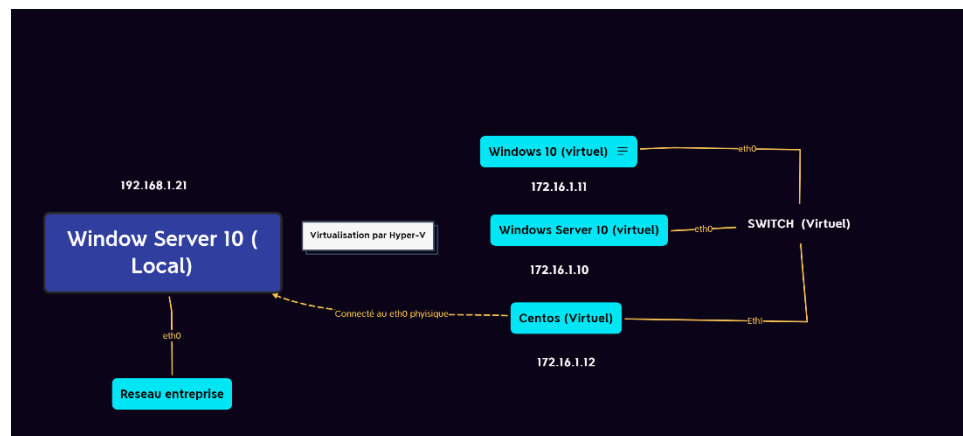 Windows 10 (virtuel)
eth0
192.168.1.21
172.16.1.11
Window Server 10 (
Local)
Virtualisation par Hyper-V
Windows Server 10 (virtuel)
eth0
SWITCH (Virtuel)
172.16.1.10
Connecté au eth0 phyisique
Centos (Virtuel)
Eth1
eth0
172.16.1.12
Reseau entreprise